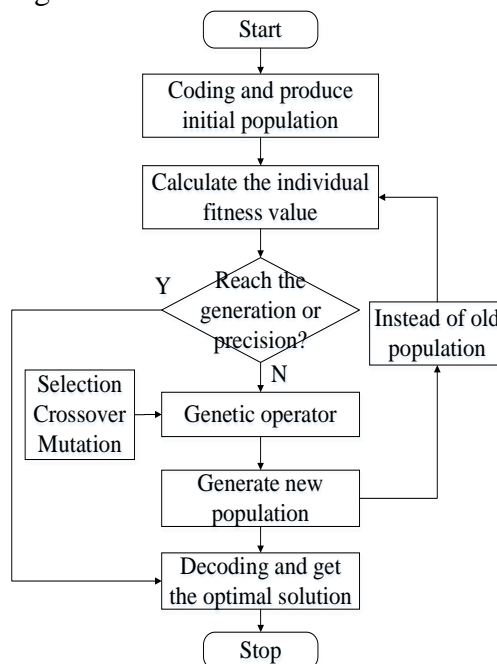 Start
Coding and produce
initial population
Calculate the individual
fitness value
Y
Reach the
generation or
precision?
Instead of old
population
N
Selection
Crossover
Mutation
Genetic operator
Generate new
population
Decoding and get
the optimal solution
Stop